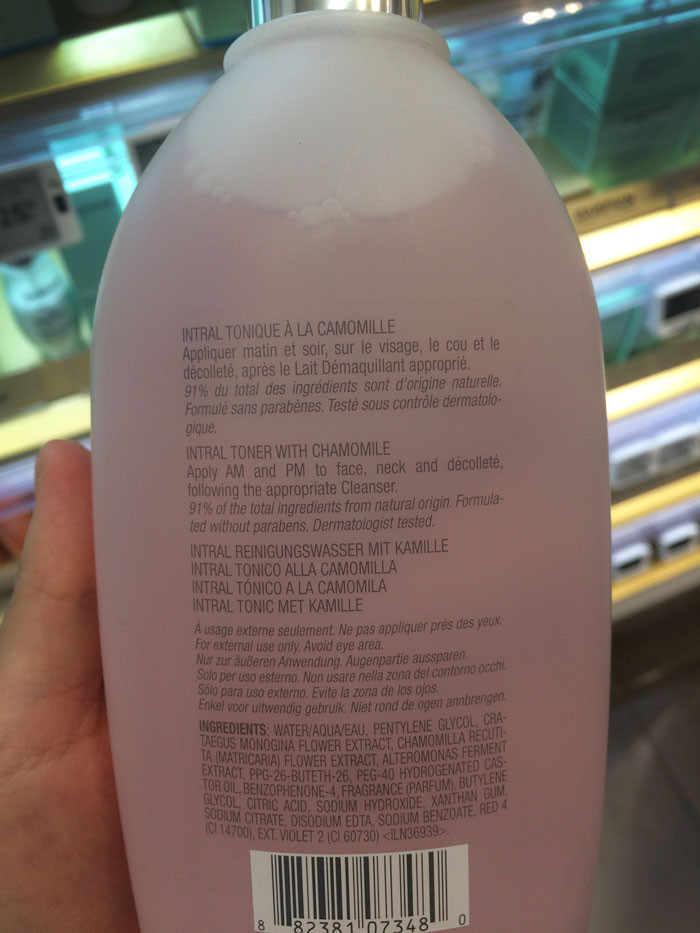 INTRAL TONIQUE À LA CAMOMILLE
Appliquer matin et soir, sur le visage, le cou et le
décolleté, après le Lait Démaquillant approprié.
91% du total des ingrédients sont d'origine naturelle.
Formulé sans parabènes. Testé sous contrôle dermatolo-
gique.
INTRAL TONER WITH CHAMOMILE
Apply AM and PM to face, neck and décolleté,
following the appropriate Cleanser.
91% of the total ingredients from natural origin. Formula-
ted without parabens. Dermatologist tested.
INTRAL REINIGUNGSWASSER MIT KAMILLE
INTRAL TONICO ALLA CAMOMILLA
INTRAL TÓNICO A LA CAMOMILA
INTRAL TONIC MET KAMILLE
À usage externe seulement. Ne pas appliquer près des yeux.
For external use only. Avoid eye area.
Nur zur äußeren Anwendung. Augenpartie aussparen.
Solo per uso esterno. Non usare nella zona del contorno occhi.
Sólo para uso externo. Evite la zona de los ojos.
Enkel voor uitwendig gebruik. Niet rond de ogen annbrengen.
INGREDIENTS: WATER/AQUA/EAU, PENTYLENE GLYCOL, CRA-
TAEGUS MONOGINA FLOWER EXTRACT, CHAMOMILLA RECUTI-
TA (MATRICARIA) FLOWER EXTRACT, ALTEROMONAS FERMENT
EXTRACT, PPG-26-BUTETH-26, PEG-40 HYDROGENATED CAS-
TOR OIL, BENZOPHENONE-4, FRAGRANCE (PARFUM), BUTYLENE
GLYCOL, CITRIC ACID, SODIUM HYDROXIDE, XANTHAN GUM,
SODIUM CITRATE, DISODIUM EDTA, SODIUM BENZOATE, RED 4
(CI 14700), EXT. VIOLET 2 (CI 60730) <ILN36939>.
8 82381 07348 0
25